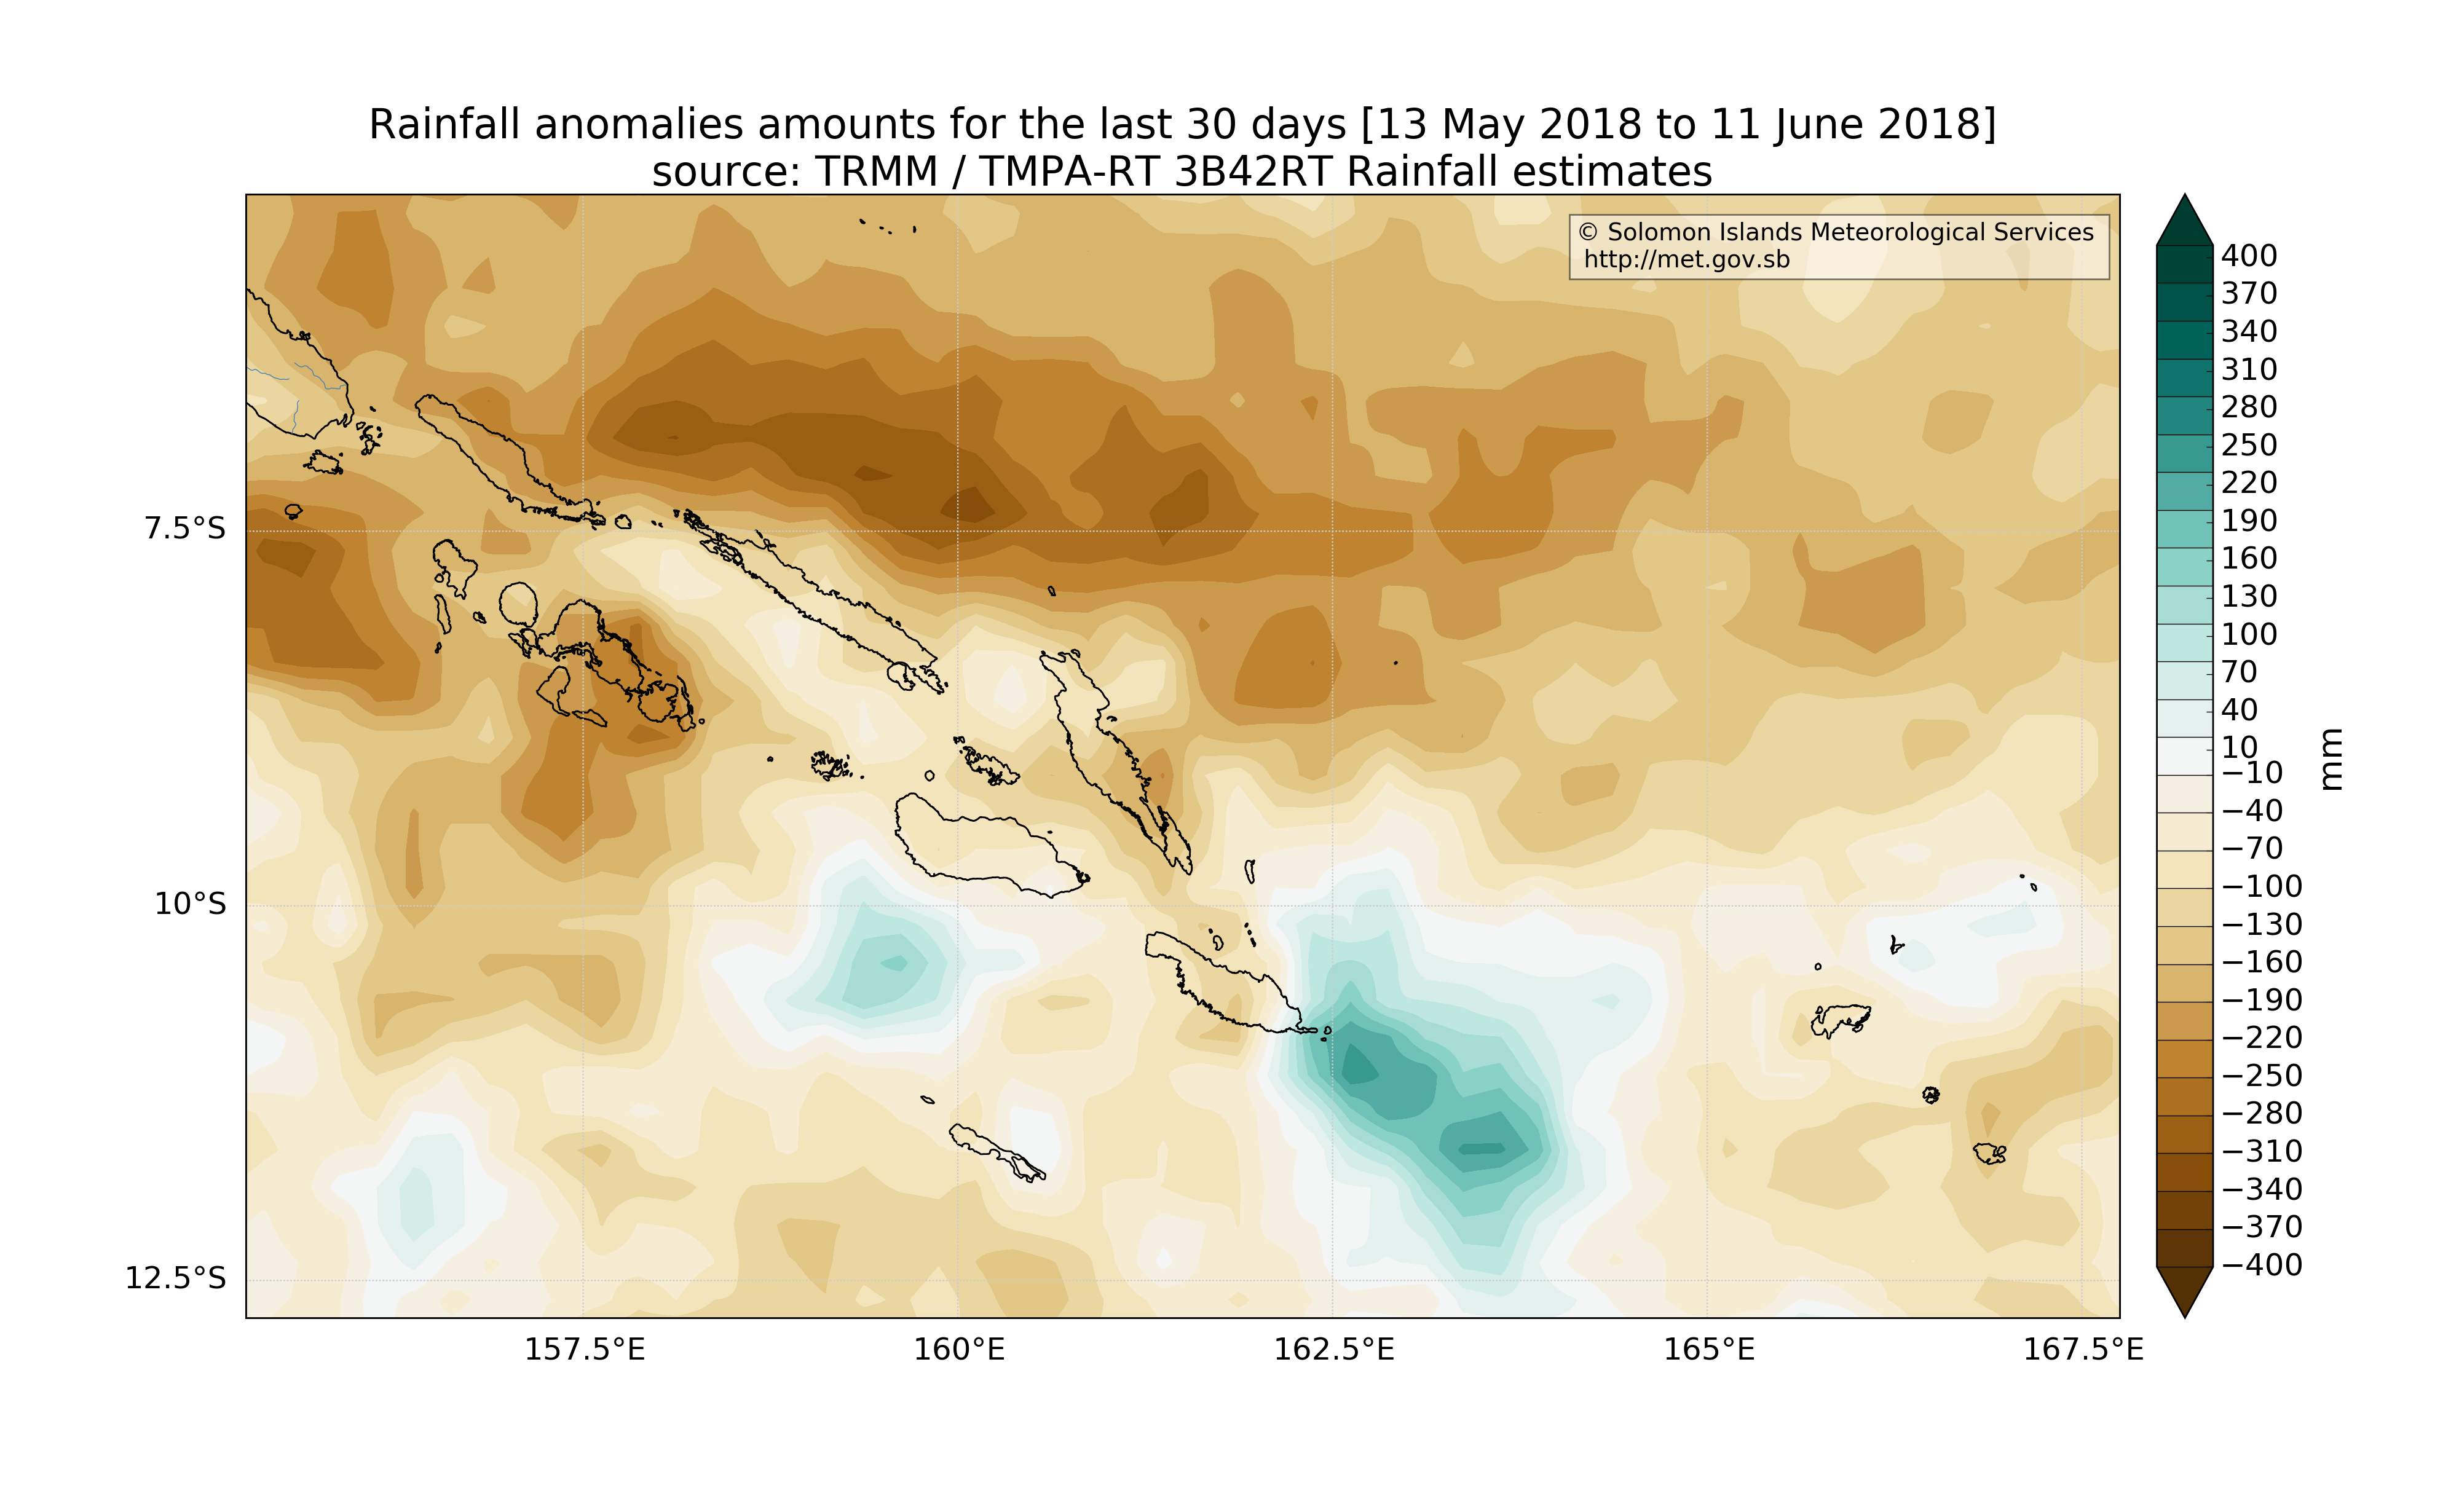 Rainfall anomalies amounts for the last 30 days [13 May 2018 to 11 June 2018]
source: TRMM / TMPA-RT 3B42RT Rainfall estimates
© Solomon Islands Meteorological Services
http://met.gov.sb
7.5°S
10°S
12.5°S
157.5°E
160°E
162.5°E
165°E
167.5°E
400
370
340
310
280
250
220
190
160
130
100
70
40
10
−10
−40
−70
−100
−130
−160
−190
−220
−250
−280
−310
−340
−370
−400
mm